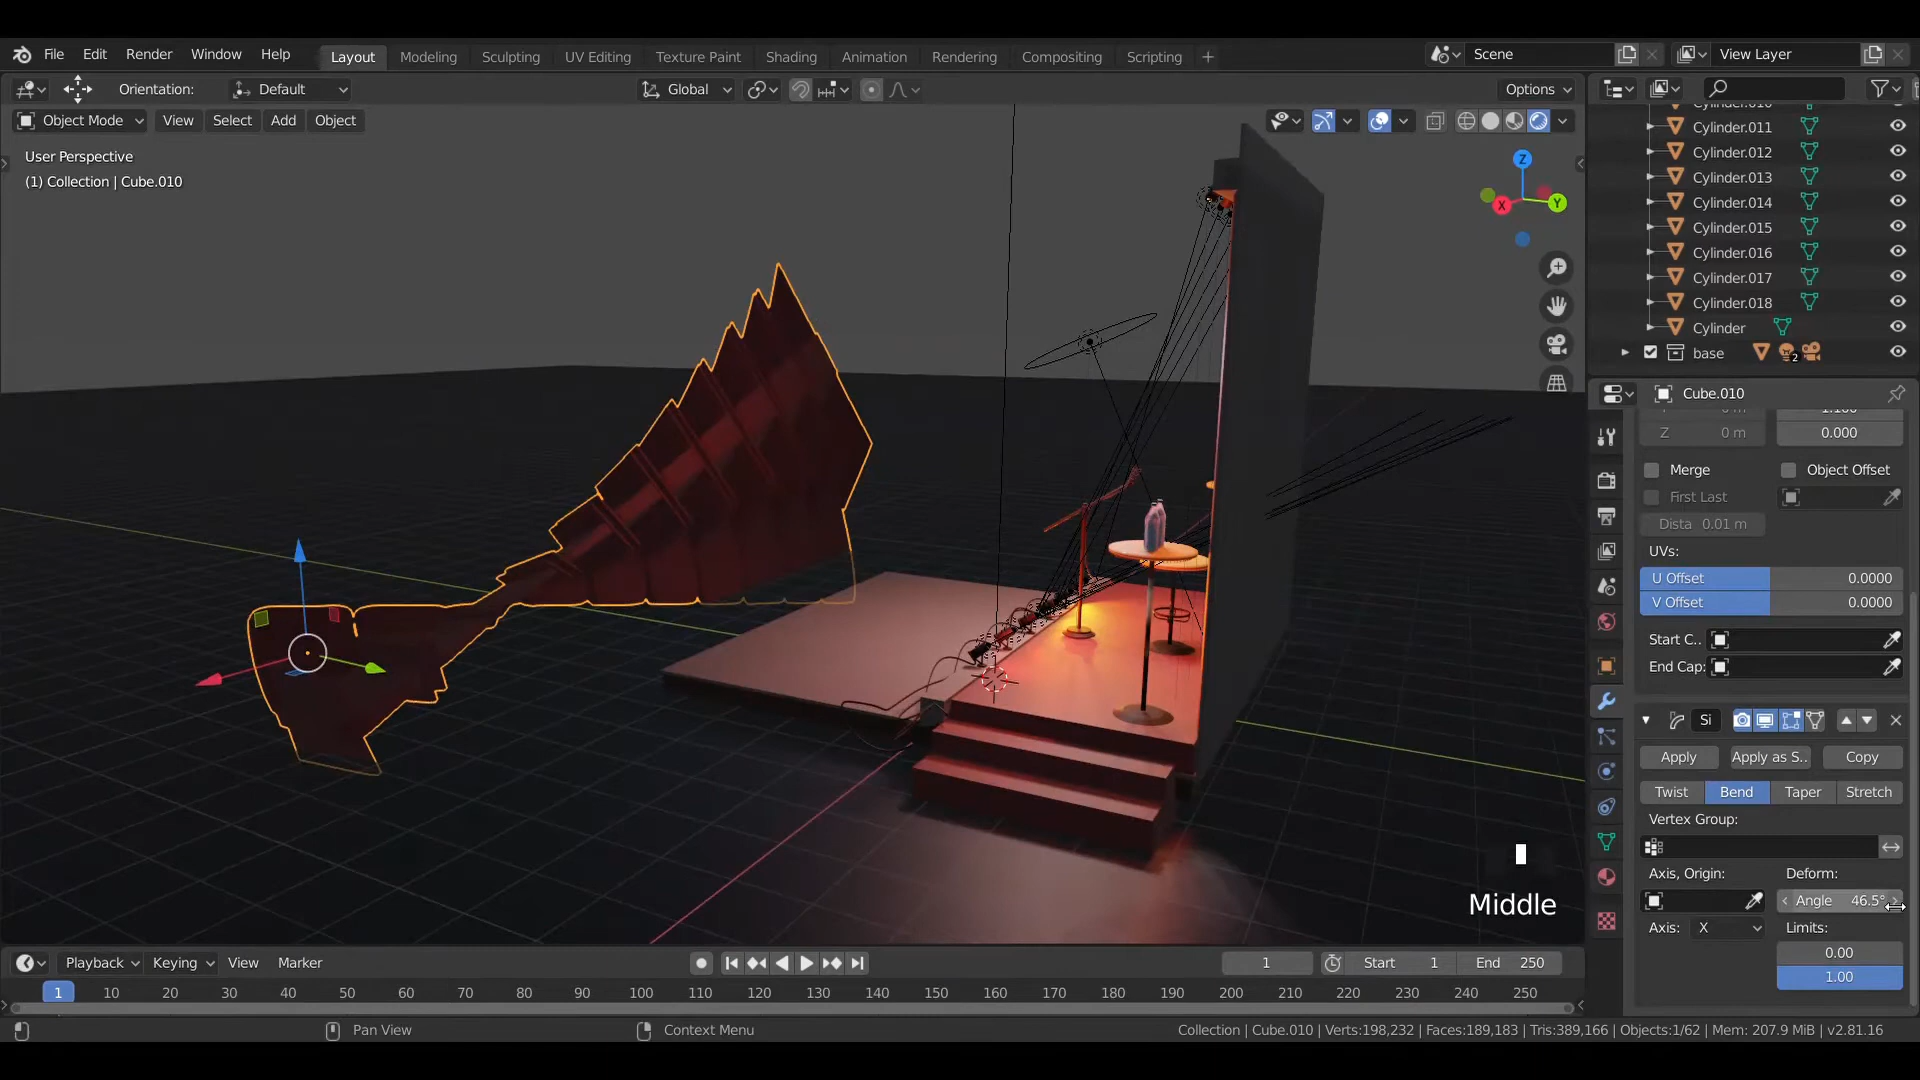 File Edit Render Window Help Layout Modeling Sculpting UV Editing Texture Paint Shading Animation Rendering Compositing Scripting + Scene View Layer
Orientation: Default Global Options
Object Mode View Select Add Object
User Perspective
(1) Collection | Cube.010
Z
X
Y
Cylinder.011
Cylinder.012
Cylinder.013
Cylinder.014
Cylinder.015
Cylinder.016
Cylinder.017
Cylinder.018
Cylinder
base 2
Cube.010
Z 0 m 0.000
Merge Object Offset
First Last
Dista 0.01 m
UVs:
U Offset 0.0000
V Offset 0.0000
Start C..
End Cap:
Si
Apply Apply as S.. Copy
Twist Bend Taper Stretch
Vertex Group:
Axis, Origin: Deform:
Angle 46.5°
Axis: X Limits:
0.00
1.00
Middle
Playback Keying View Marker 1 Start 1 End 250
1 10 20 30 40 50 60 70 80 90 100 110 120 130 140 150 160 170 180 190 200 210 220 230 240 250
Pan View Context Menu Collection | Cube.010 | Verts:198,232 | Faces:189,183 | Tris:389,166 | Objects:1/62 | Mem: 207.9 MiB | v2.81.16